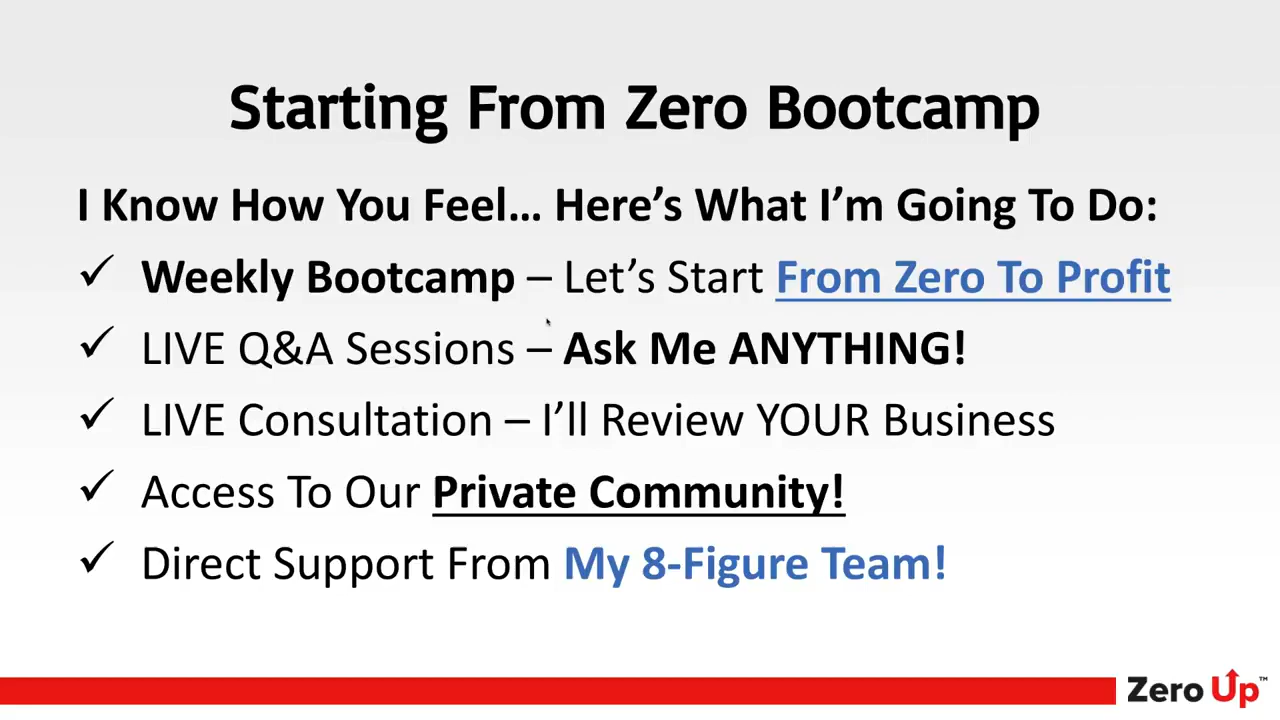 Starting From Zero Bootcamp
I Know How You Feel… Here’s What I’m Going To Do:
✓ Weekly Bootcamp – Let’s Start From Zero To Profit
✓ LIVE Q&A Sessions – Ask Me ANYTHING!
✓ LIVE Consultation – I’ll Review YOUR Business
✓ Access To Our Private Community!
✓ Direct Support From My 8-Figure Team!
Zero Up™